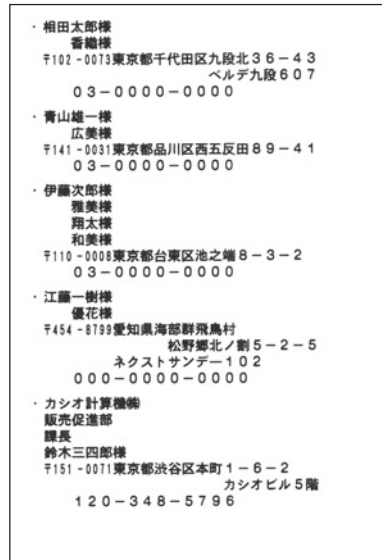 ・相田太郎様
香織様
〒102-0073東京都千代田区九段北36－43
ベルデ九段607
03－0000－0000
・青山雄一様
広美様
〒141-0031東京都品川区西五反田89－41
03－0000－0000
・伊藤次郎様
雅美様
翔太様
和美様
〒110-0008東京都台東区池之端8－3－2
03－0000－0000
・江藤一樹様
優花様
〒454-8799愛知県海部群飛鳥村
松野郷北ノ割5－2－5
ネクストサンデー102
000－0000－0000
・カシオ計算機㈱
販売促進部
課長
鈴木三四郎様
〒151-0071東京都渋谷区本町1－6－2
カシオビル5階
120－348－5796